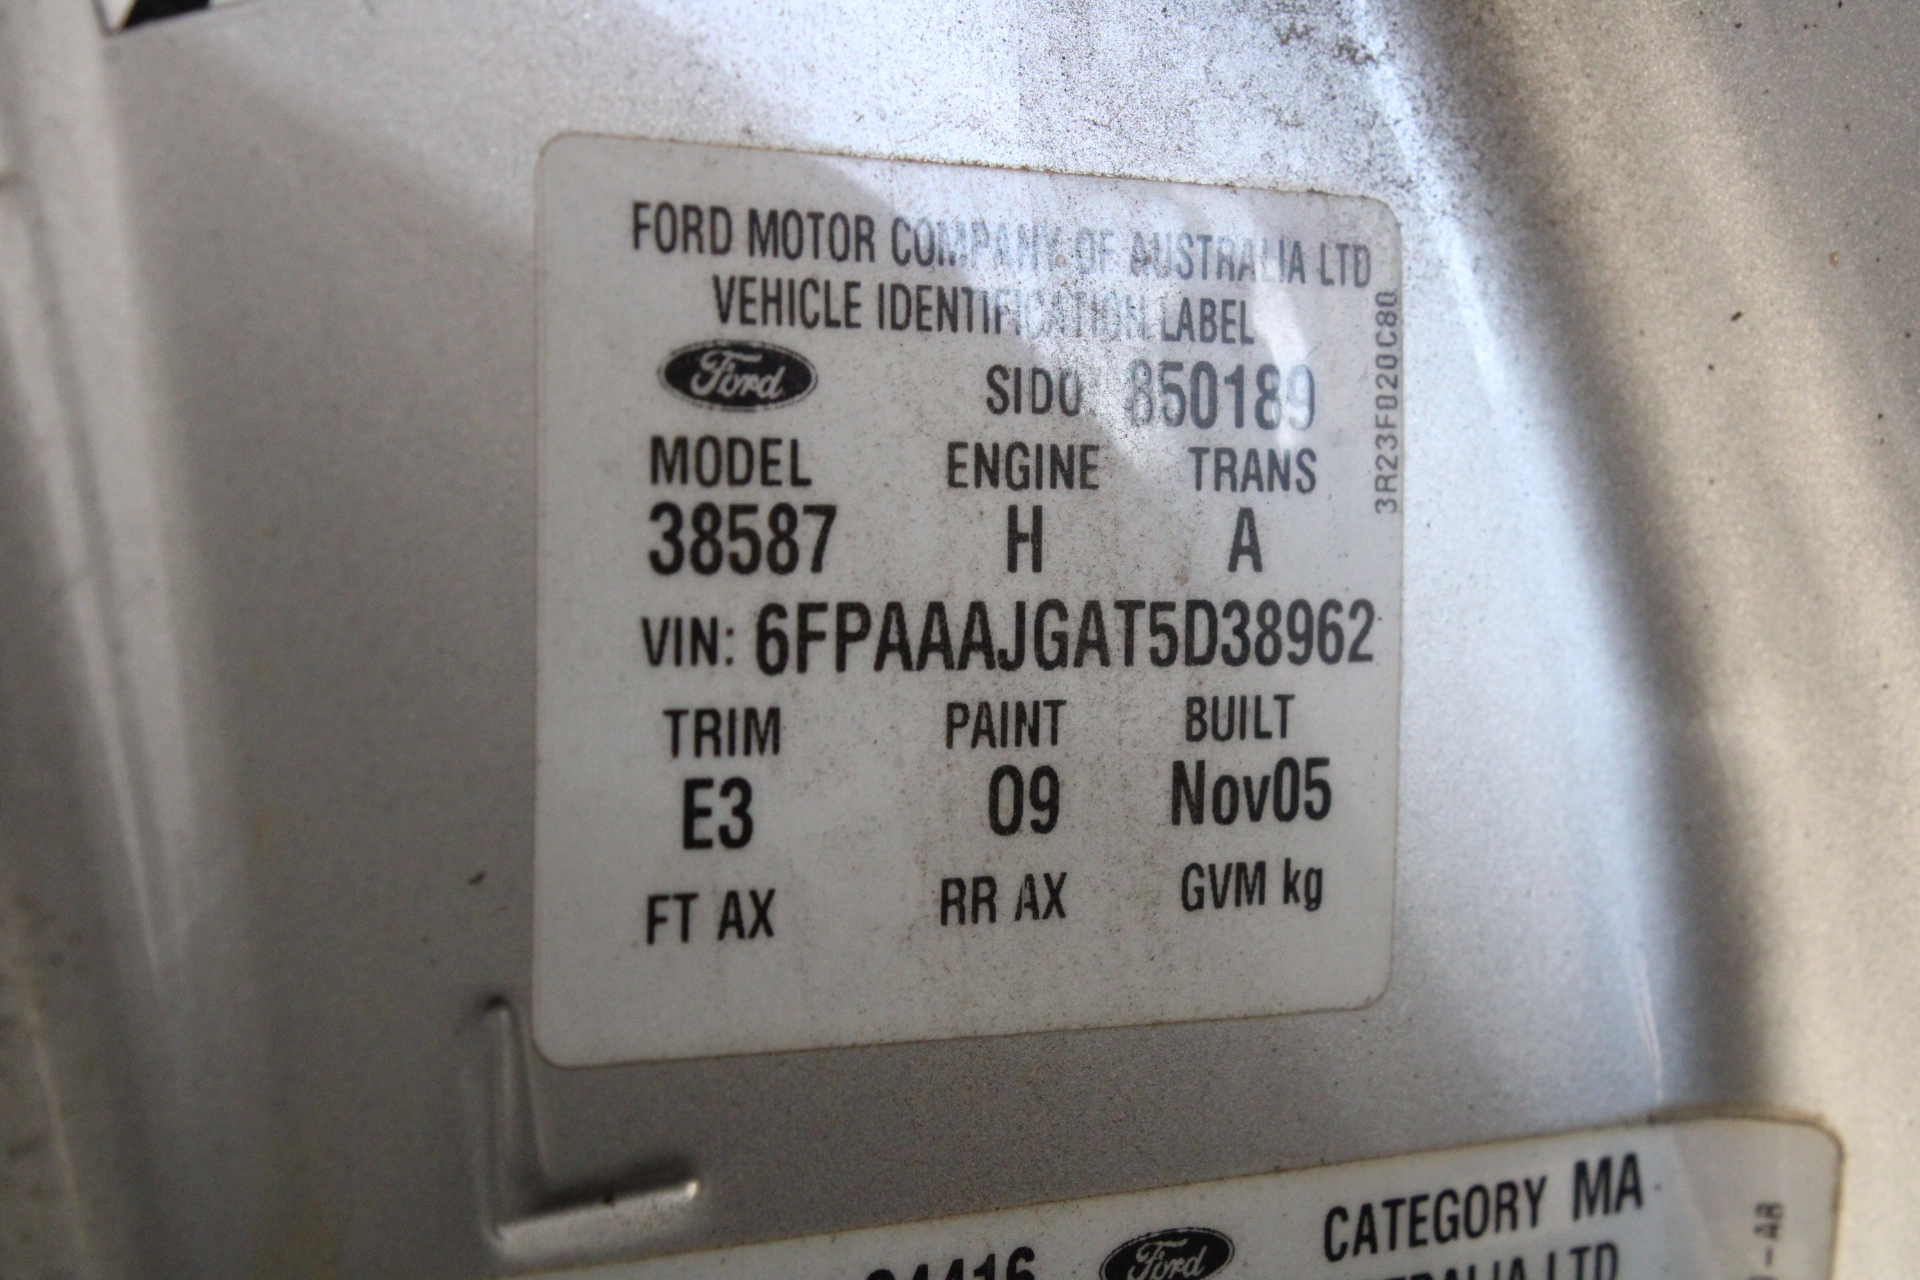 FORD MOTOR COMPANY OF AUSTRALIA LTD
VEHICLE IDENTIFICATION LABEL
Ford SIDO 850189
MODEL ENGINE TRANS
38587 H A
VIN: 6FPAAAJGAT5D38962
TRIM PAINT BUILT
E3 09 Nov05
FT AX RR AX GVM kg
3R23F020C80
Ford CATEGORY MA
LTD